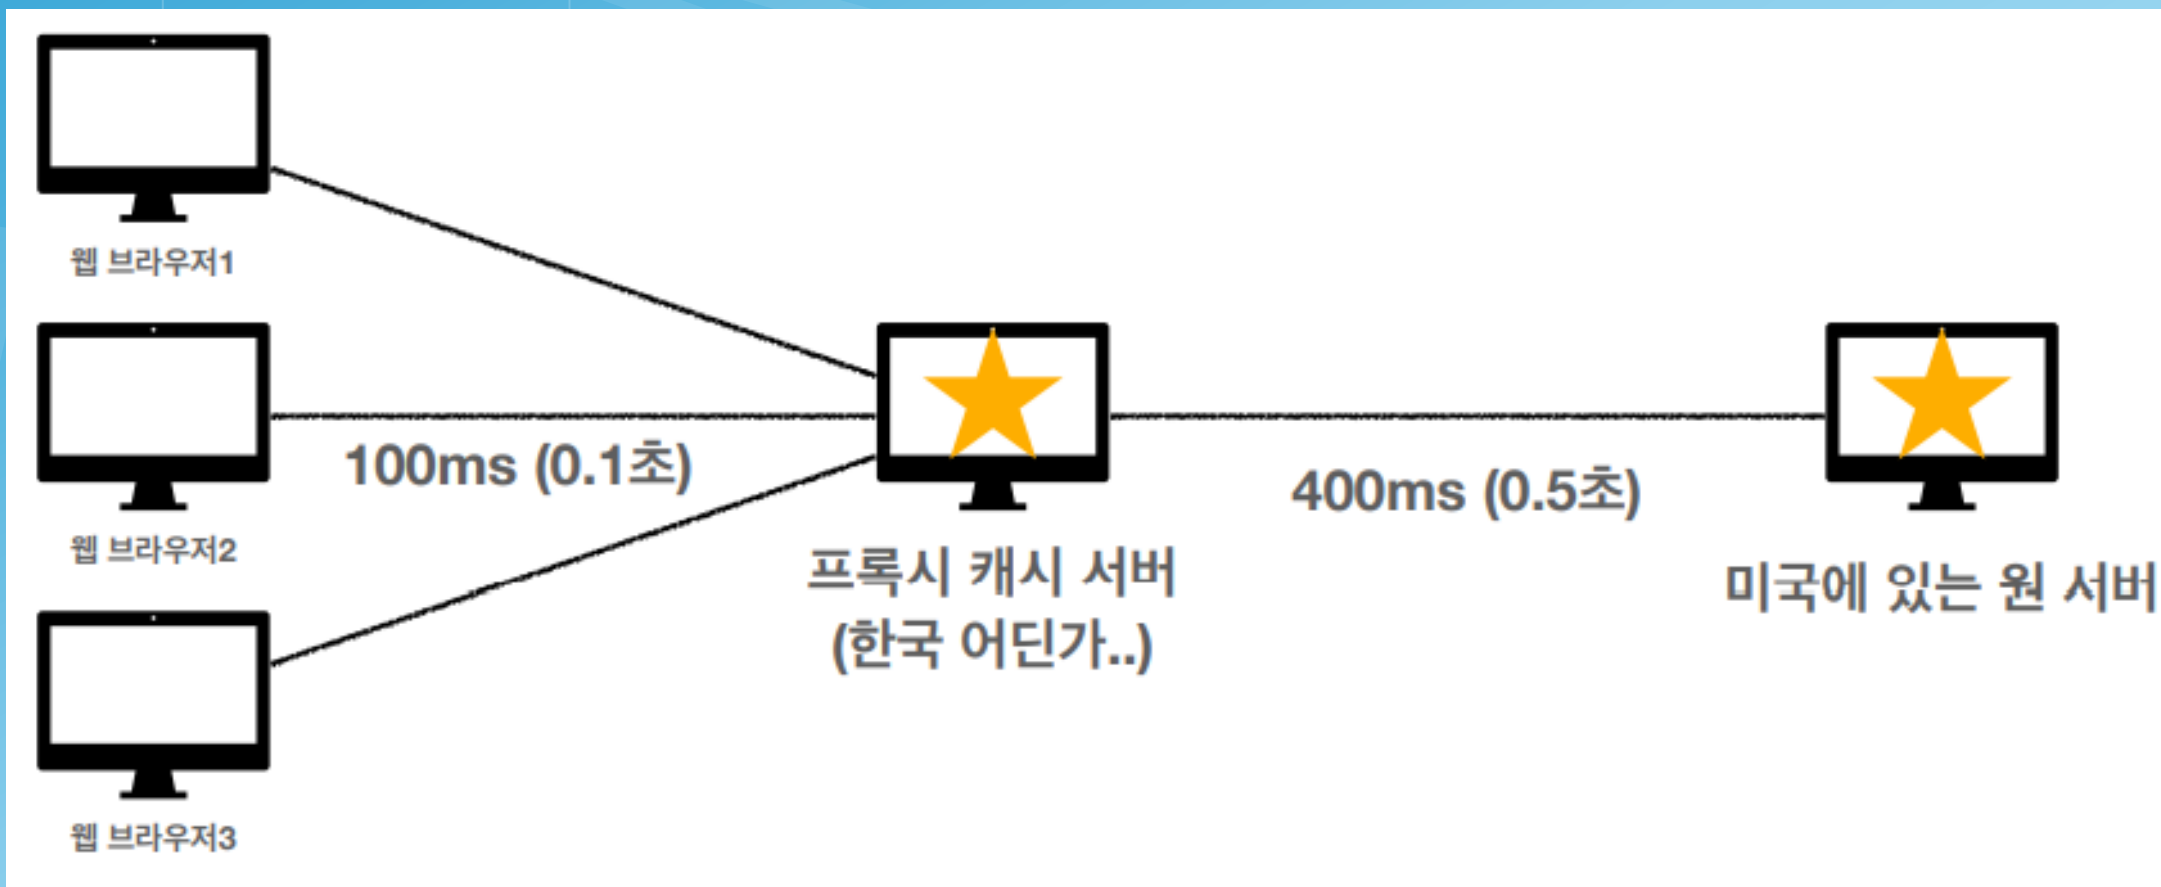 웹 브라우저1
웹 브라우저2
100ms (0.1초)
400ms (0.5초)
프록시 캐시 서버
(한국 어딘가..)
미국에 있는 원 서버
웹 브라우저3